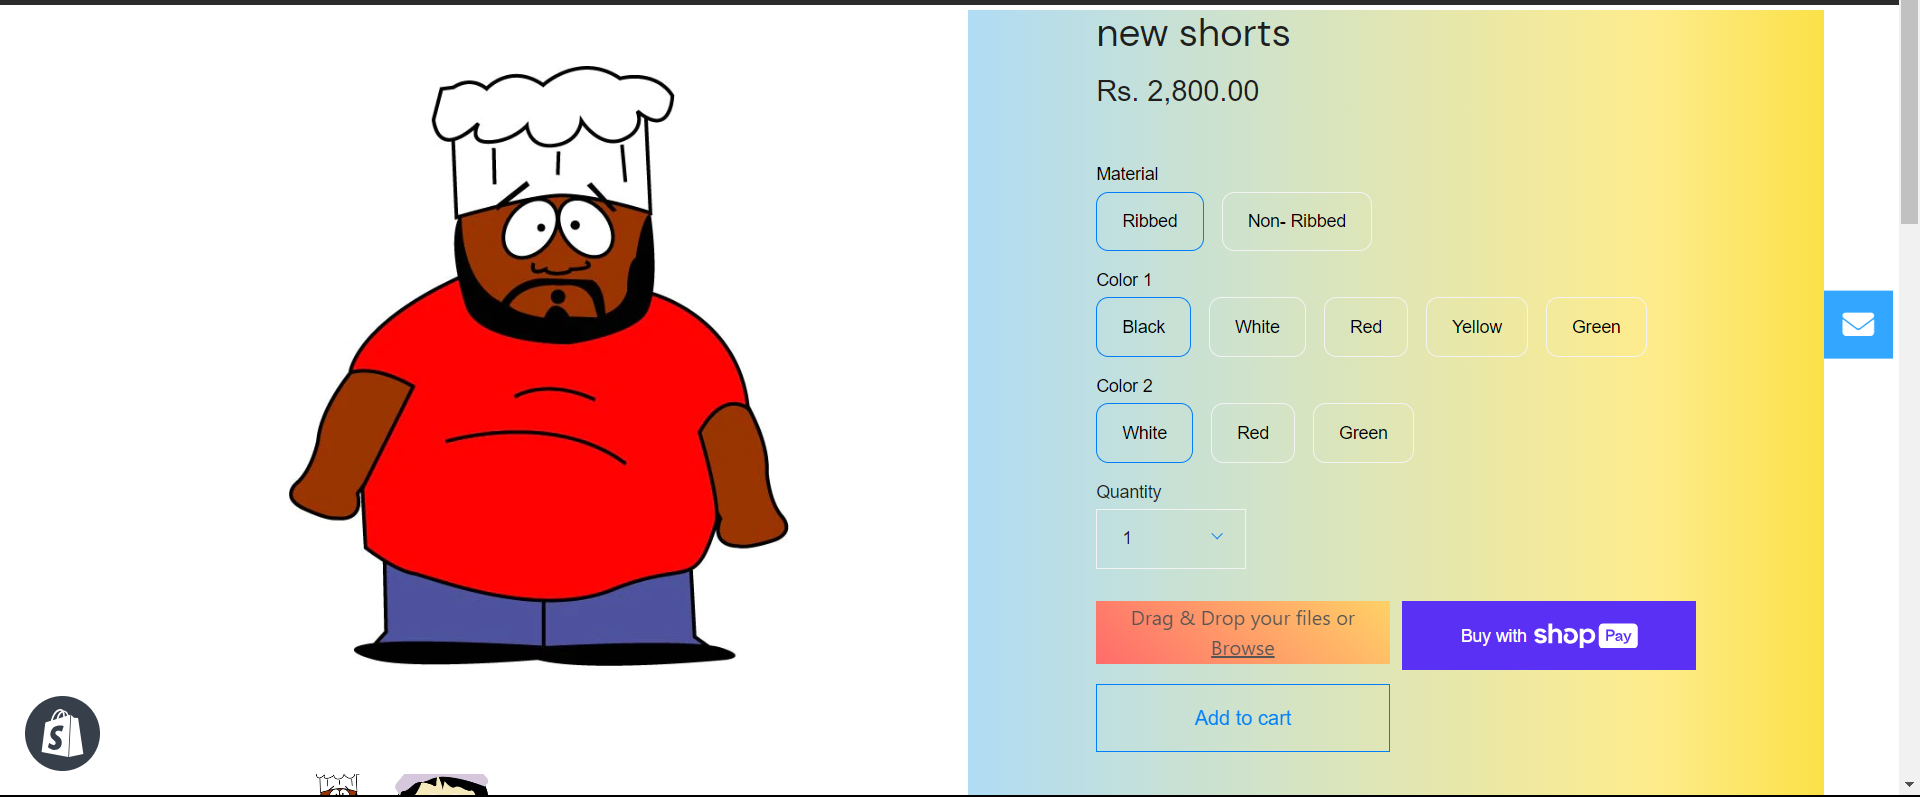 new shorts
Rs. 2,800.00
Material
Ribbed
Non- Ribbed
Color 1
Black
White
Red
Yellow
Green
Color 2
White
Red
Green
Quantity
1
Drag & Drop your files or
Browse
Buy with shop Pay
Add to cart
S